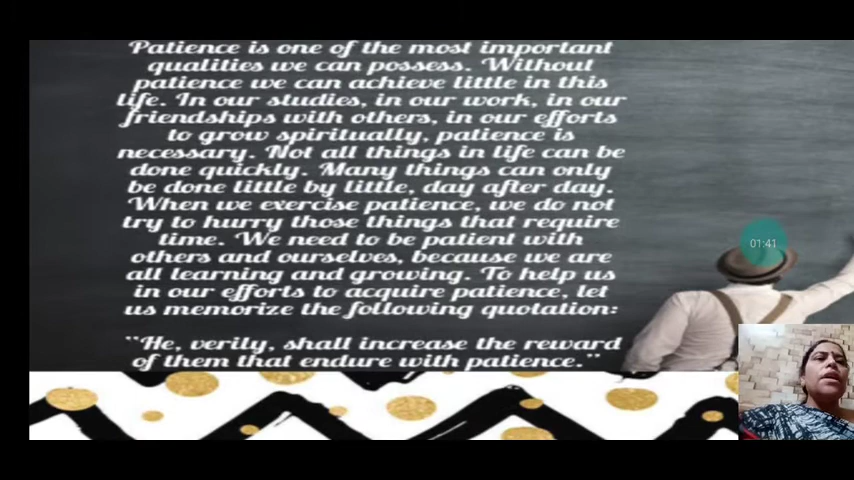 Patience is one of the most important
qualities we can possess. Without
patience we can achieve little in this
life. In our studies, in our work, in our
friendships with others, in our efforts
to grow spiritually, patience is
necessary. Not all things in life can be
done quickly. Many things can only
be done little by little, day after day.
When we exercise patience, we do not
try to hurry those things that require
time. We need to be patient with
others and ourselves, because we are
all learning and growing. To help us
in our efforts to acquire patience, let
us memorize the following quotation:
``He, verily, shall increase the reward
of them that endure with patience.''
01:41